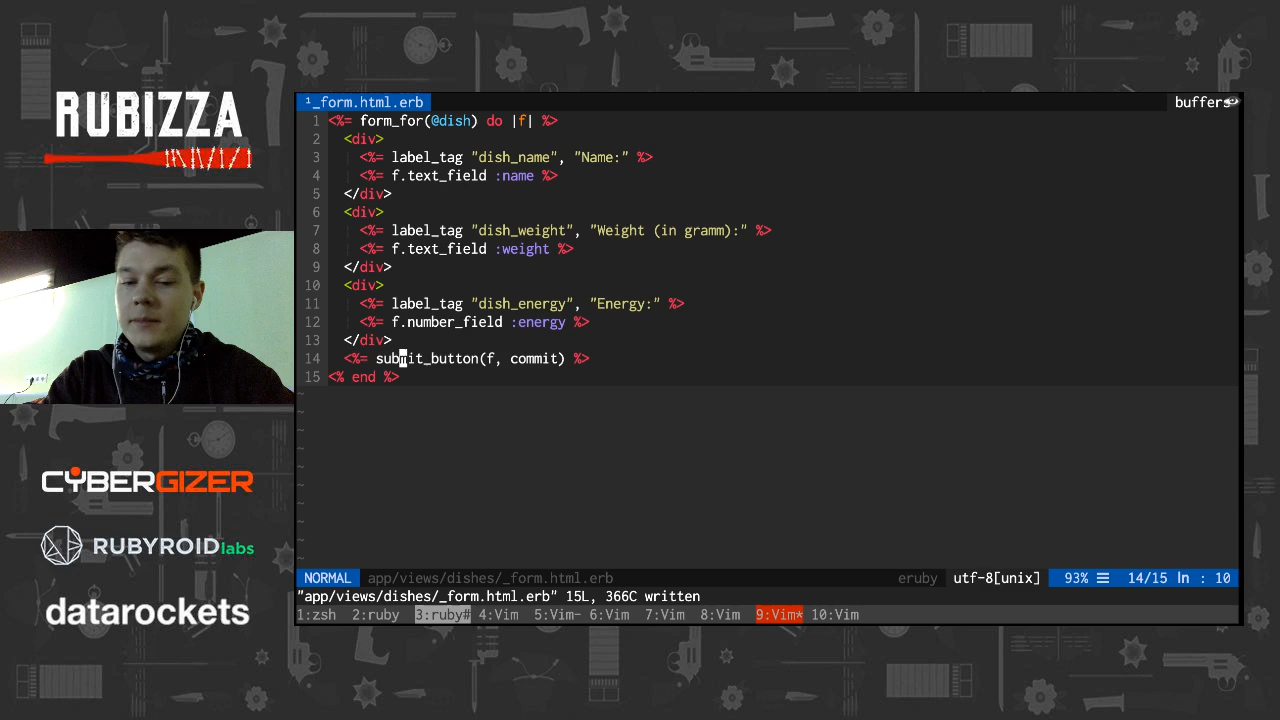 RUBIZZA
CYBERGIZER
RUBYROIDlabs
datarockets
¹_form.html.erb
buffers
1 <%= form_for(@dish) do |f| %>
2 <div>
3 <%= label_tag "dish_name", "Name:" %>
4 <%= f.text_field :name %>
5 </div>
6 <div>
7 <%= label_tag "dish_weight", "Weight (in gramm):" %>
8 <%= f.text_field :weight %>
9 </div>
10 <div>
11 <%= label_tag "dish_energy", "Energy:" %>
12 <%= f.number_field :energy %>
13 </div>
14 <%= submit_button(f, commit) %>
15 <% end %>
~
~
~
~
~
~
~
~
~
~
NORMAL app/views/dishes/_form.html.erb eruby utf-8[unix] 93% ☰ 14/15 ln : 10
"app/views/dishes/_form.html.erb" 15L, 366C written
1:zsh 2:ruby 3:ruby# 4:Vim 5:Vim- 6:Vim 7:Vim 8:Vim 9:Vim* 10:Vim